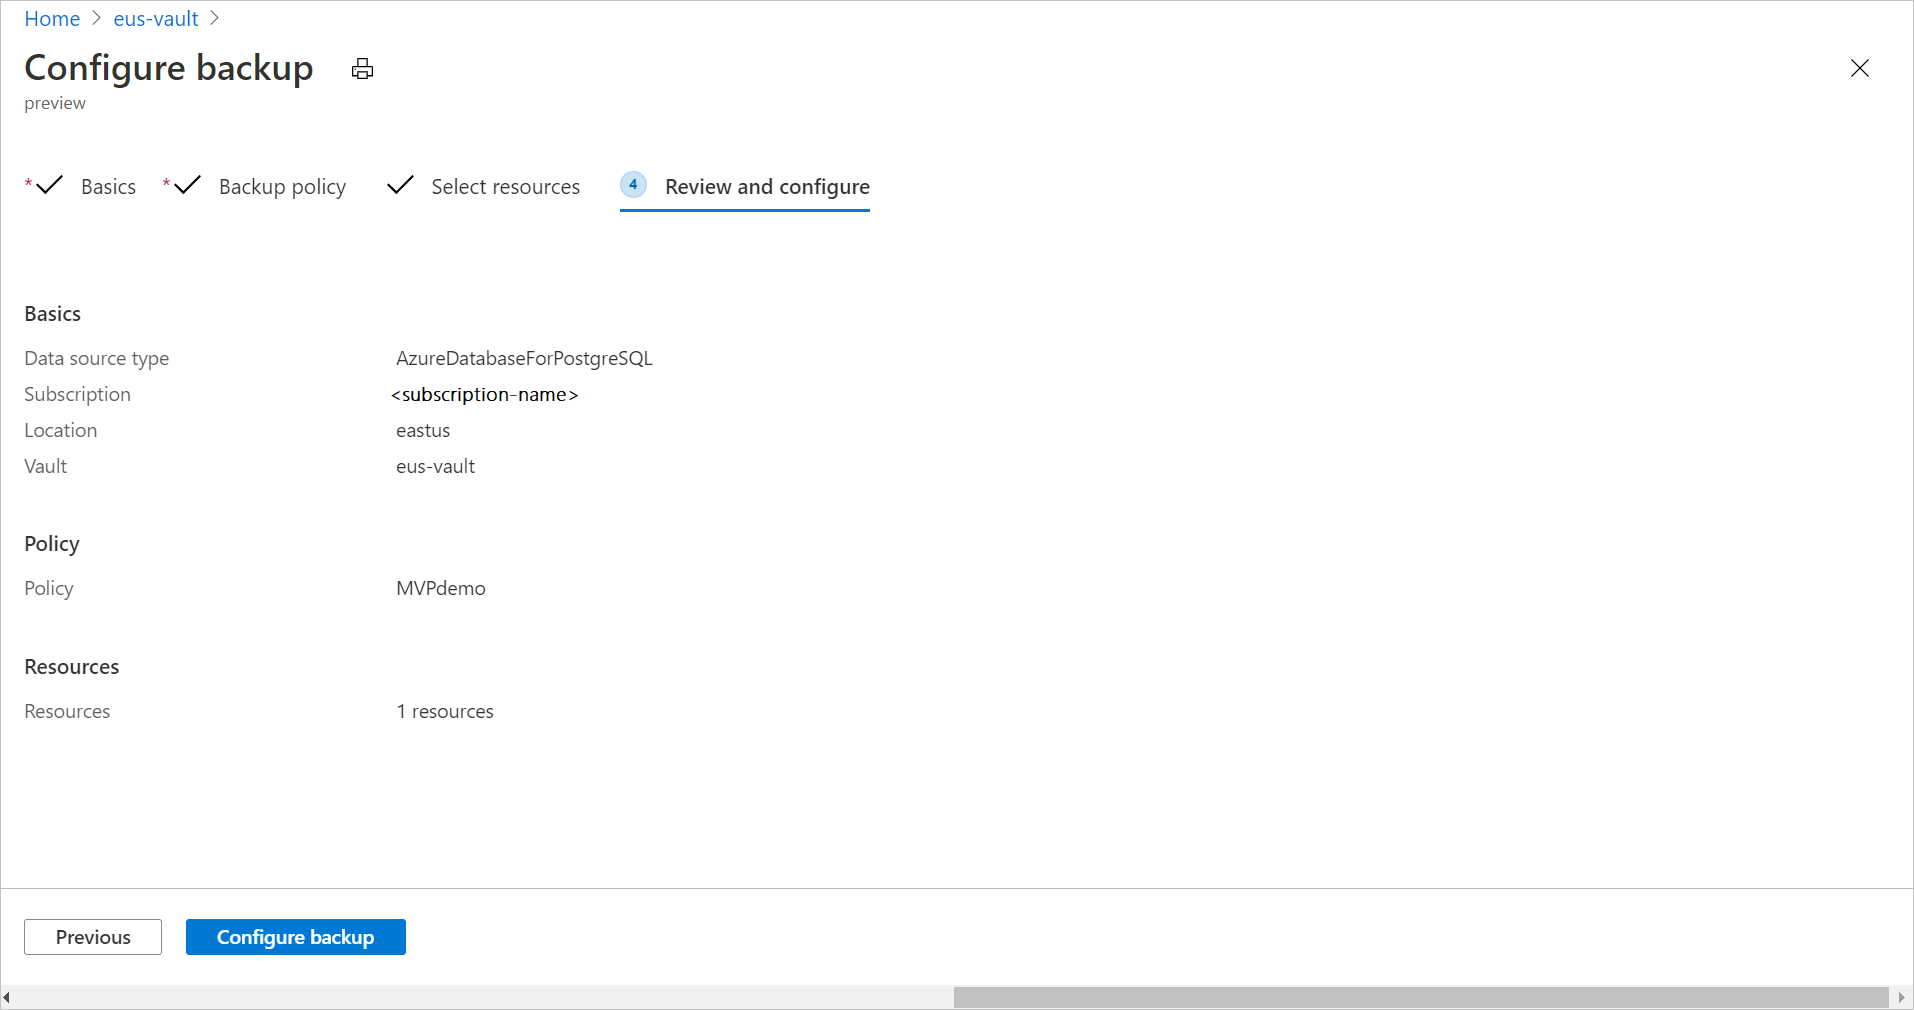 Home > eus-vault >
Configure backup
preview
* Basics * Backup policy Select resources 4 Review and configure
Basics
Data source type AzureDatabaseForPostgreSQL
Subscription <subscription-name>
Location eastus
Vault eus-vault
Policy
Policy MVPdemo
Resources
Resources 1 resources
Previous Configure backup